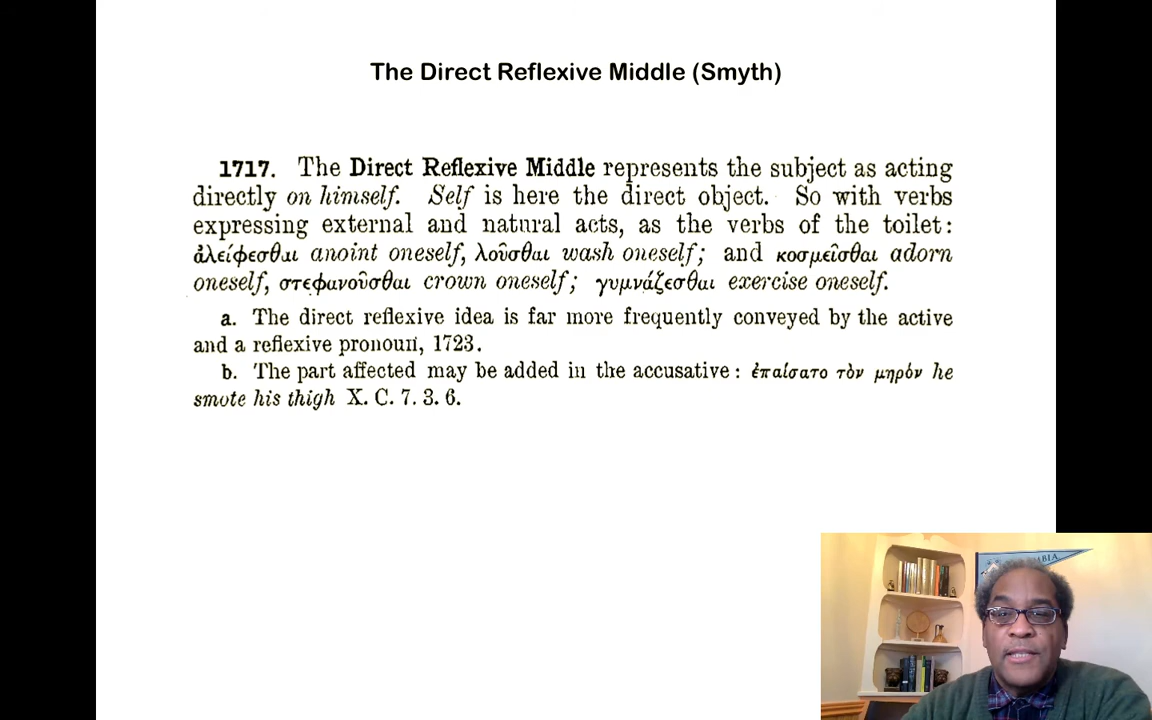 The Direct Reflexive Middle (Smyth)
1717. The Direct Reflexive Middle represents the subject as acting
directly on himself. Self is here the direct object. So with verbs
expressing external and natural acts, as the verbs of the toilet:
ἀλείφεσθαι anoint oneself, λοῦσθαι wash oneself; and κοσμεῖσθαι adorn
oneself, στεφανοῦσθαι crown oneself; γυμνάζεσθαι exercise oneself.
a. The direct reflexive idea is far more frequently conveyed by the active
and a reflexive pronoun, 1723.
b. The part affected may be added in the accusative: ἐπαίσατο τὸν μηρόν he
smote his thigh X. C. 7. 3. 6.